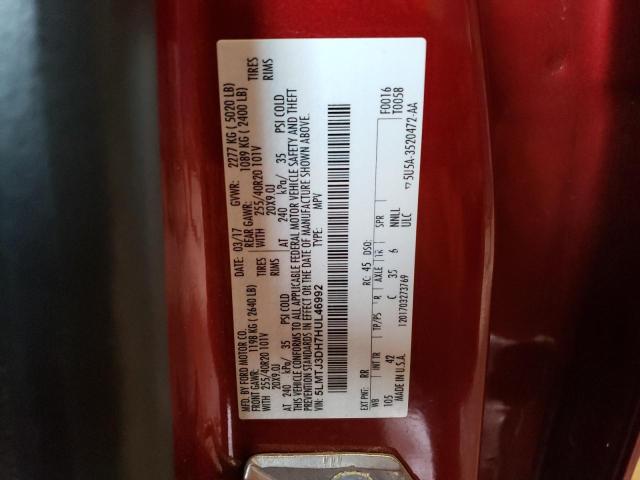 MFD. BY FORD MOTOR CO.
DATE: 03/17 GVWR: 2277 KG ( 5020 LB)
FRONT GAWR: 1198 KG ( 2640 LB) REAR GAWR: 1089 KG ( 2400 LB)
WITH 255/40R20 101V TIRES WITH 255/40R20 101V TIRES
20X9.0J RIMS 20X9.0J RIMS
AT 240 kPa/ 35 PSI COLD AT 240 kPa/ 35 PSI COLD
THIS VEHICLE CONFORMS TO ALL APPLICABLE FEDERAL MOTOR VEHICLE SAFETY AND THEFT
PREVENTION STANDARDS IN EFFECT ON THE DATE OF MANUFACTURE SHOWN ABOVE.
VIN: 5LMTJ3DH7HUL46992 TYPE: MPV
F0016
T0058
EXT PNT: RR RC: 45 DSO:
WB INT TR TP/PS R AXLE TR SPR
105 42 C 35 6 NNLL
MADE IN U.S.A. ULC
1201703273769
5U5A-3520472-AA